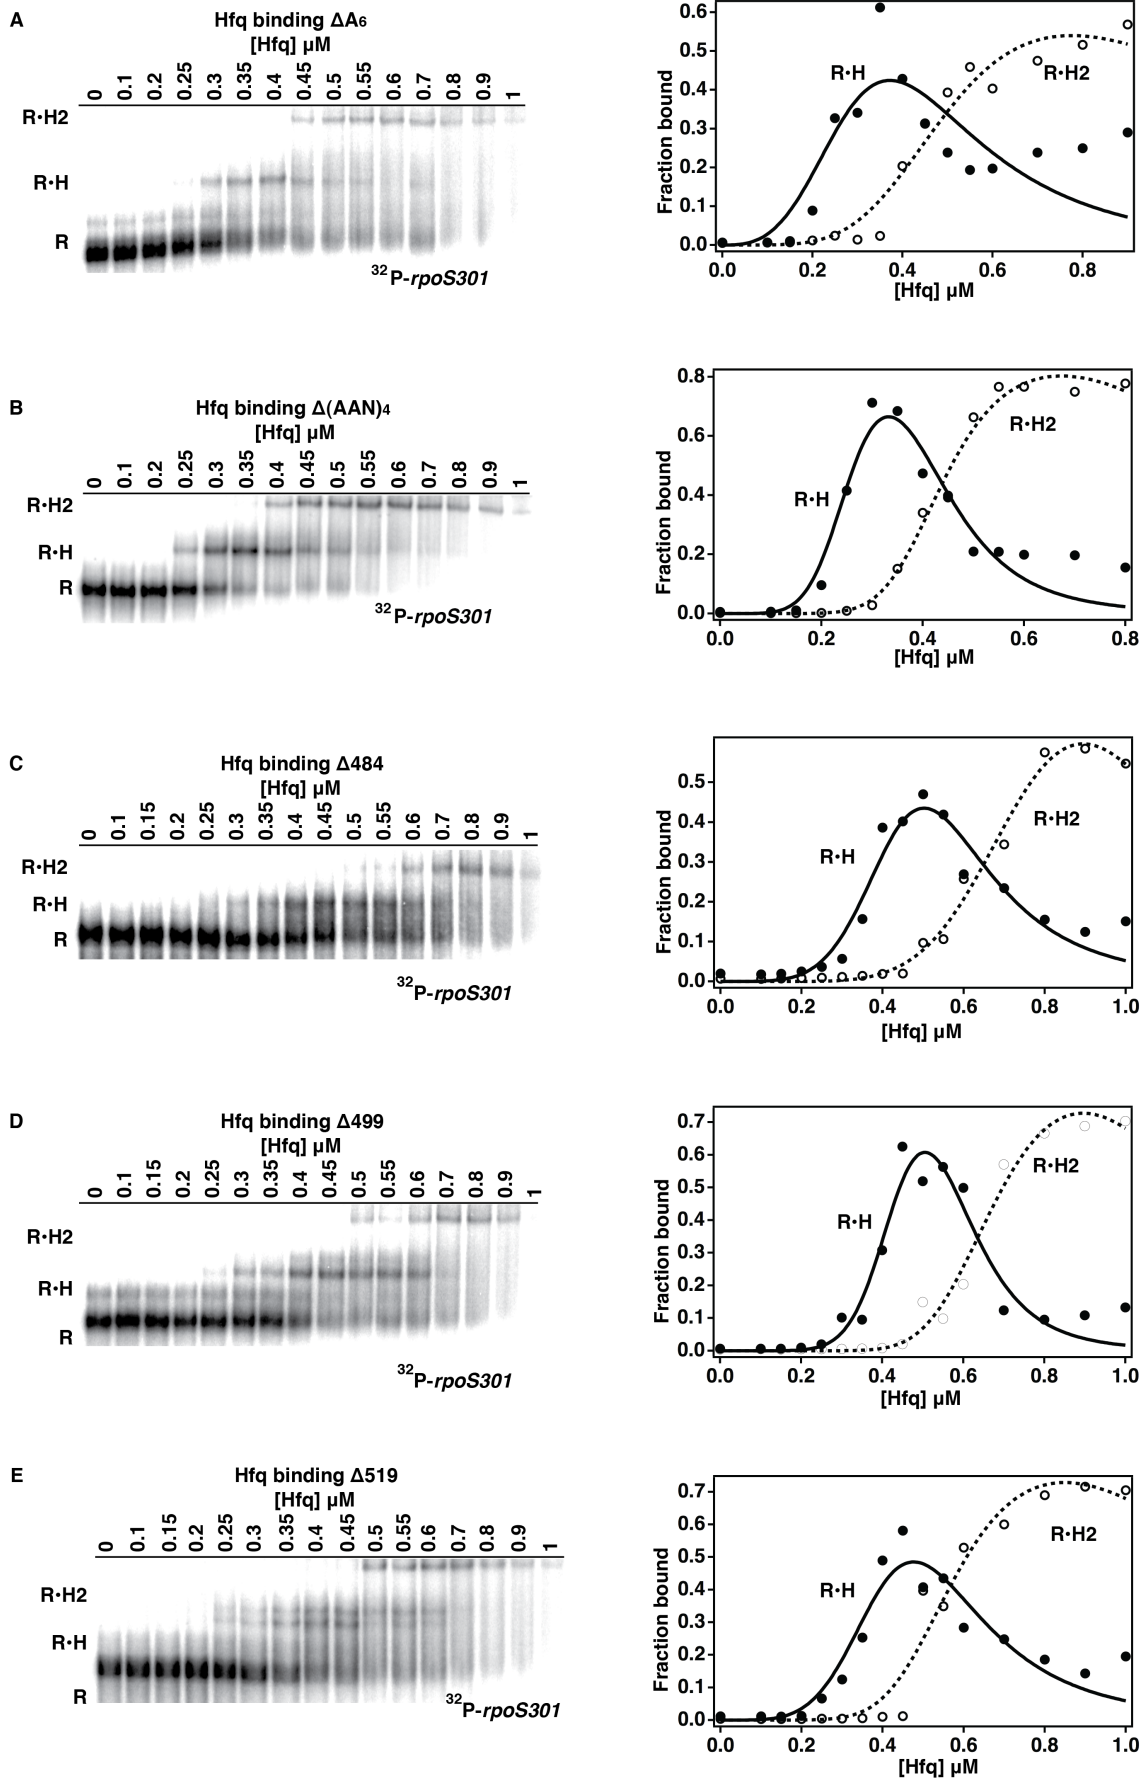 A
Hfq binding ΔA6
[Hfq] µM
0 0.1 0.2 0.25 0.3 0.35 0.4 0.45 0.5 0.55 0.6 0.7 0.8 0.9 1
R•H2
R•H
R
32P-rpoS301
Fraction bound
0.6
0.5
0.4
0.3
0.2
0.1
0.0
R•H
R•H2
0.0 0.2 0.4 0.6 0.8
[Hfq] µM
B
Hfq binding Δ(AAN)4
[Hfq] µM
0 0.1 0.2 0.25 0.3 0.35 0.4 0.45 0.5 0.55 0.6 0.7 0.8 0.9 1
R•H2
R•H
R
32P-rpoS301
Fraction bound
0.8
0.6
0.4
0.2
0.0
R•H2
R•H
0.0 0.2 0.4 0.6 0.8
[Hfq] µM
C
Hfq binding Δ484
[Hfq] µM
0 0.1 0.15 0.2 0.25 0.3 0.35 0.4 0.45 0.5 0.55 0.6 0.7 0.8 0.9 1
R•H2
R•H
R
32P-rpoS301
Fraction bound
0.5
0.4
0.3
0.2
0.1
0.0
R•H2
R•H
0.0 0.2 0.4 0.6 0.8 1.0
[Hfq] µM
D
Hfq binding Δ499
[Hfq] µM
0 0.1 0.15 0.2 0.25 0.3 0.35 0.4 0.45 0.5 0.55 0.6 0.7 0.8 0.9 1
R•H2
R•H
R
32P-rpoS301
Fraction bound
0.7
0.6
0.5
0.4
0.3
0.2
0.1
0.0
R•H2
R•H
0.0 0.2 0.4 0.6 0.8 1.0
[Hfq] µM
E
Hfq binding Δ519
[Hfq] µM
0 0.1 0.15 0.2 0.25 0.3 0.35 0.4 0.45 0.5 0.55 0.6 0.7 0.8 0.9 1
R•H2
R•H
R
32P-rpoS301
Fraction bound
0.7
0.6
0.5
0.4
0.3
0.2
0.1
0.0
R•H2
R•H
0.0 0.2 0.4 0.6 0.8 1.0
[Hfq] µM